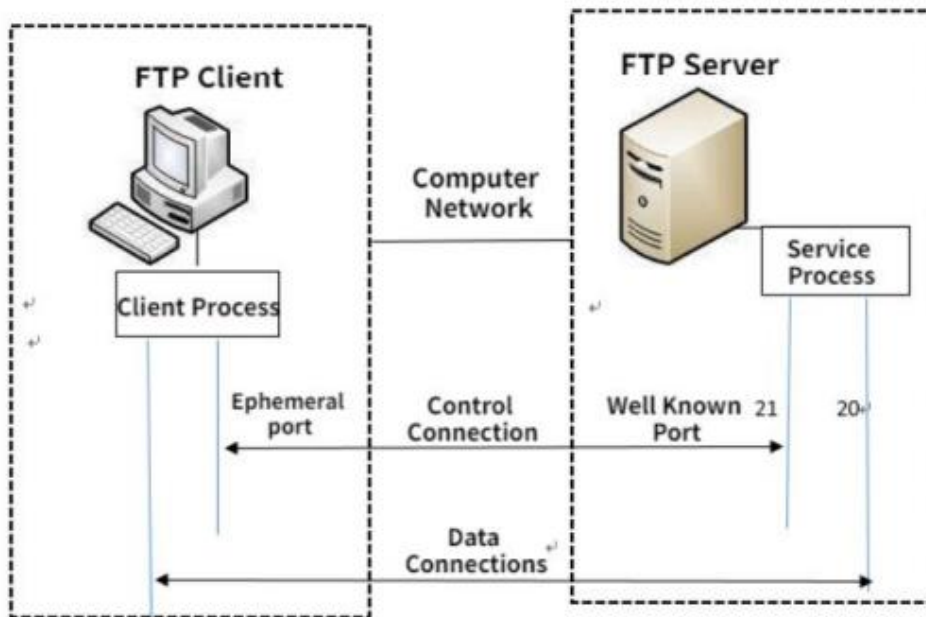 FTP Client
FTP Server
Computer
Network
Service
Process
Client Process
↵
↵
↵
Ephemeral
port
Control
Connection
Well Known
Port
21
20↵
Data
Connections
↵